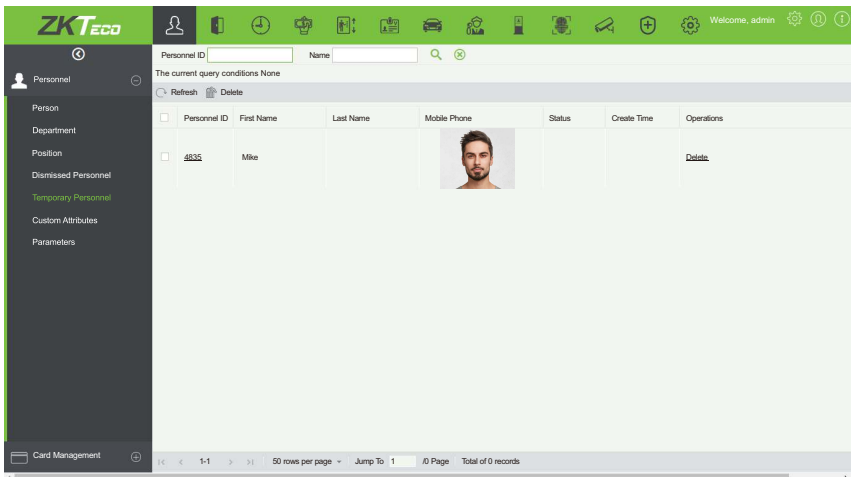 ZKTECO
Welcome, admin
Personnel ID
Name
The current query conditions None
Refresh
Delete
Personnel
Person
Department
Position
Dismissed Personnel
Temporary Personnel
Custom Attributes
Parameters
Card Management
Personnel ID First Name Last Name Mobile Phone Status Create Time Operations
4835 Mike Delete
1-1 50 rows per page Jump To 1 /0 Page Total of 0 records